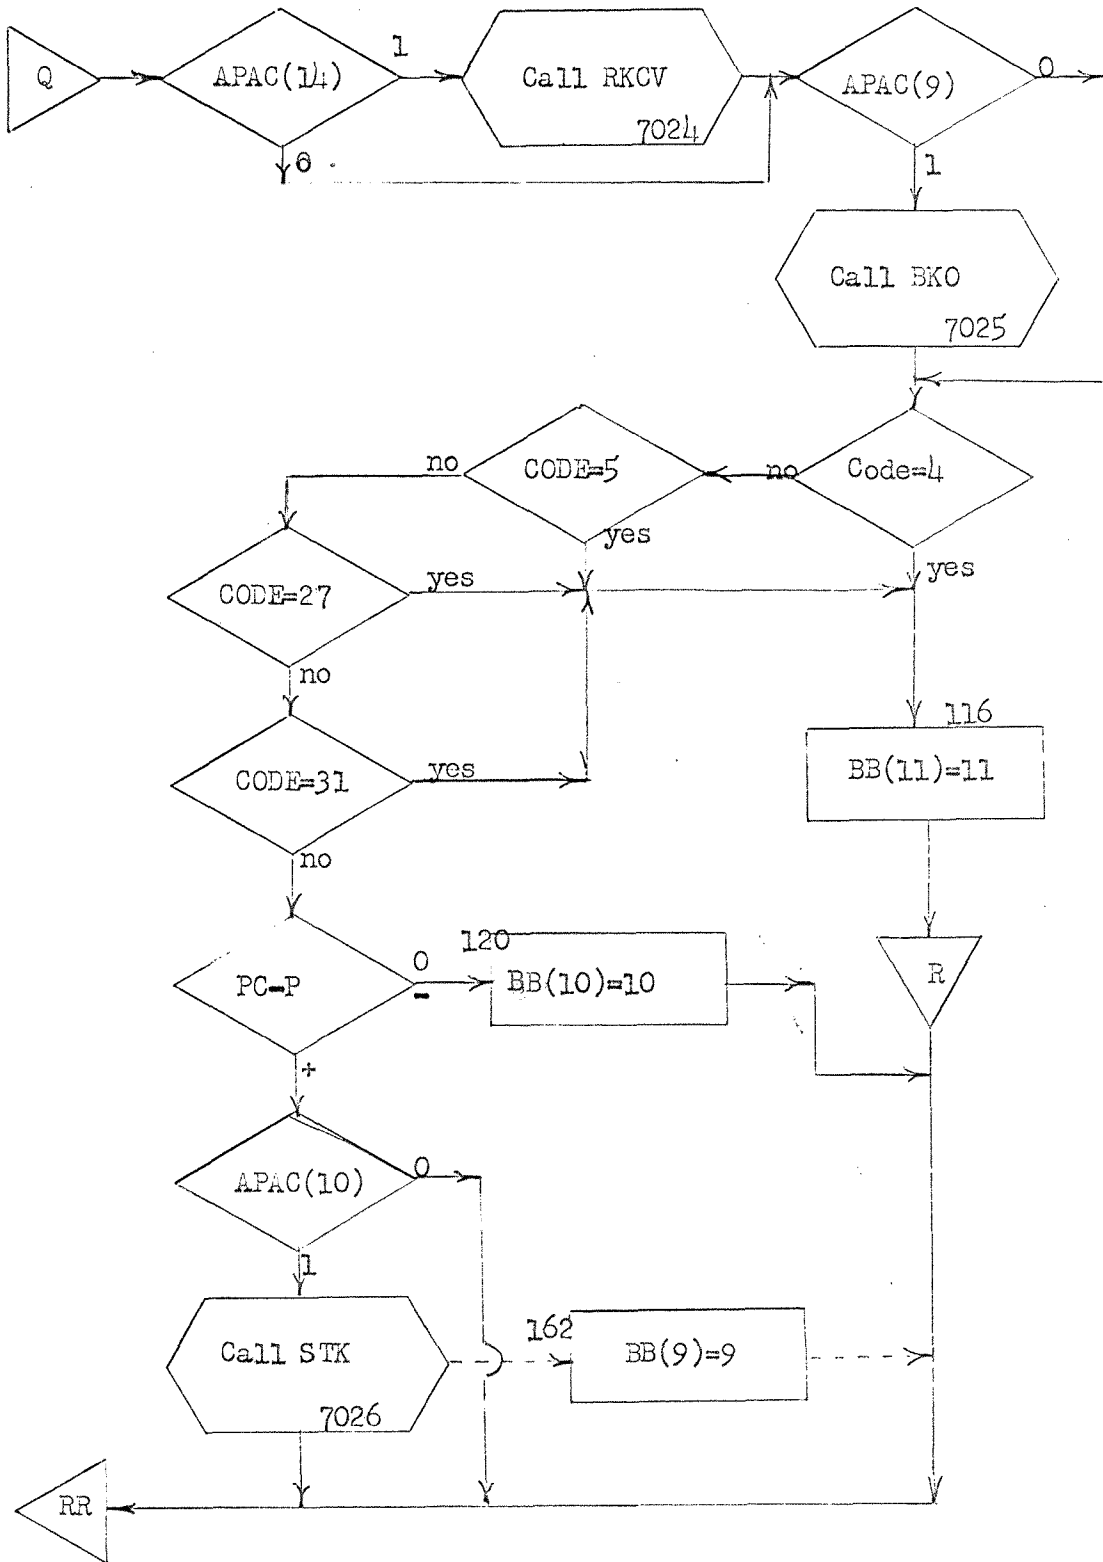 Q
APAC(14)
1
0
Call RKCV
7024
APAC(9)
0
1
Call BKO
7025
Code=4
no
yes
CODE=5
no
yes
CODE=27
yes
no
CODE=31
yes
no
116
BB(11)=11
R
PC-P
0
-
+
120
BB(10)=10
APAC(10)
0
1
Call STK
7026
162
BB(9)=9
RR